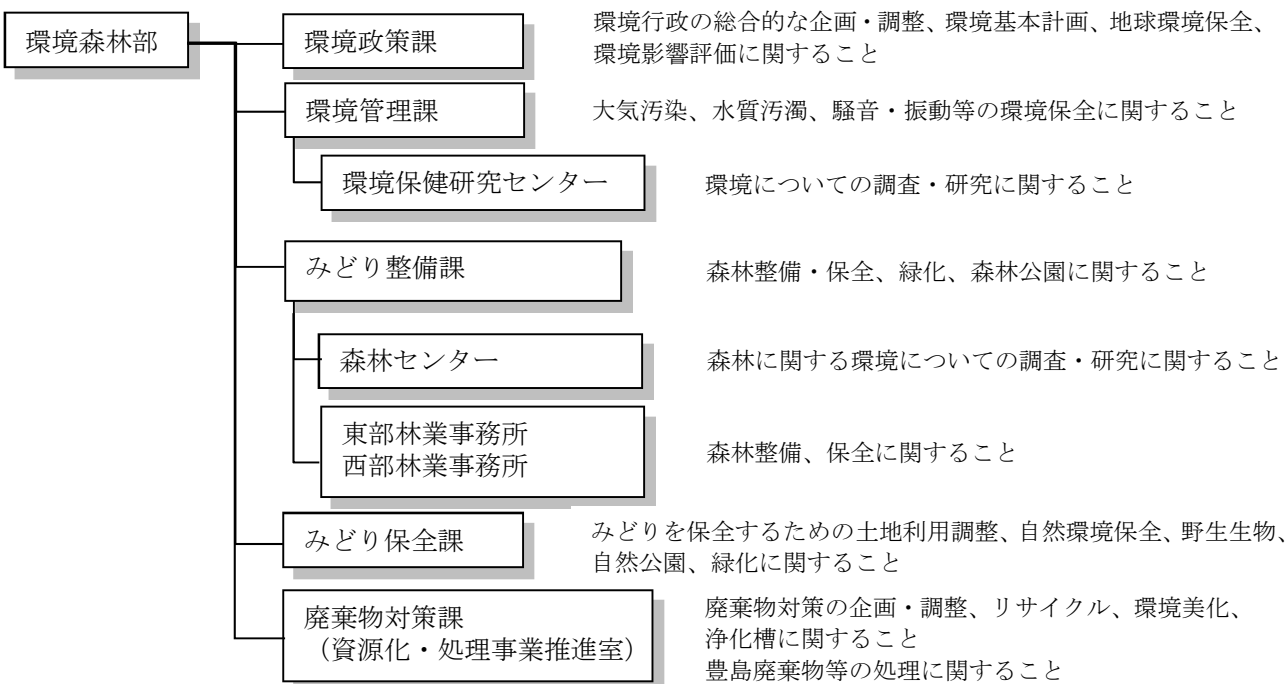 環境森林部
環境政策課
環境行政の総合的な企画・調整、環境基本計画、地球環境保全、
環境影響評価に関すること
環境管理課
大気汚染、水質汚濁、騒音・振動等の環境保全に関すること
環境保健研究センター
環境についての調査・研究に関すること
みどり整備課
森林整備・保全、緑化、森林公園に関すること
森林センター
森林に関する環境についての調査・研究に関すること
東部林業事務所
西部林業事務所
森林整備、保全に関すること
みどり保全課
みどりを保全するための土地利用調整、自然環境保全、野生生物、
自然公園、緑化に関すること
廃棄物対策課
（資源化・処理事業推進室）
廃棄物対策の企画・調整、リサイクル、環境美化、
浄化槽に関すること
豊島廃棄物等の処理に関すること